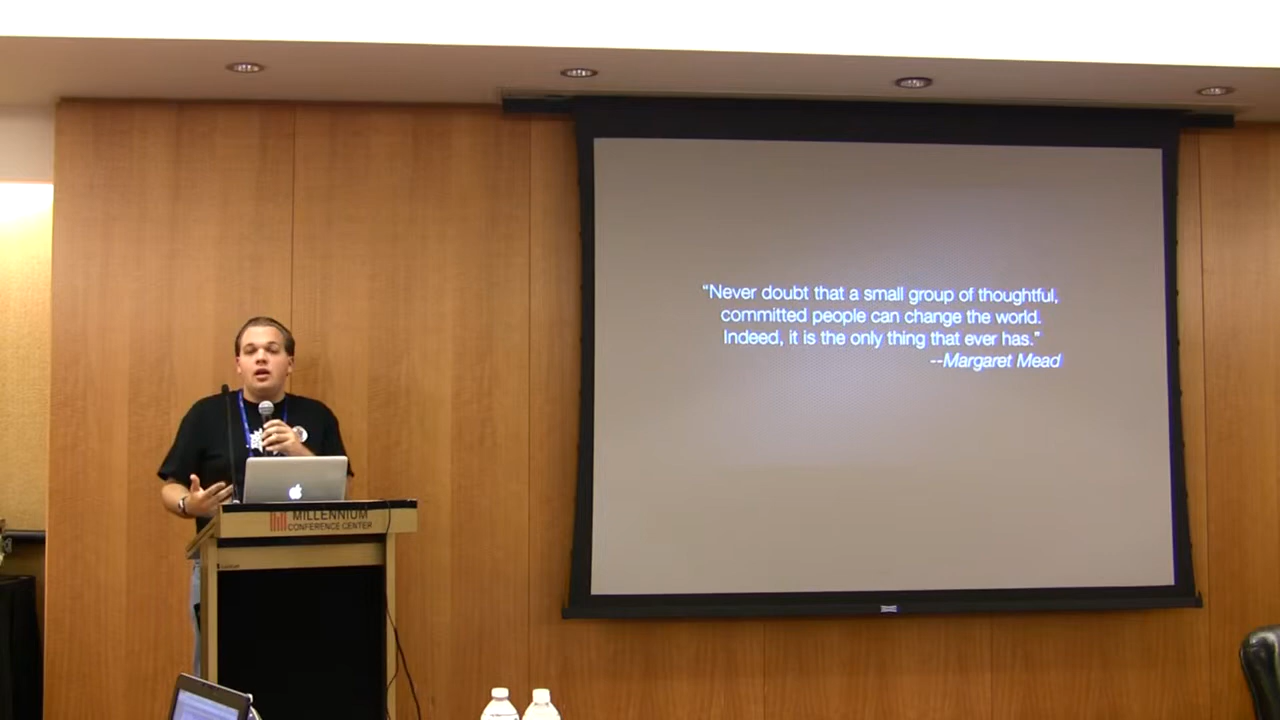 “Never doubt that a small group of thoughtful,
committed people can change the world.
Indeed, it is the only thing that ever has.”
--Margaret Mead
MILLENNIUM
CONFERENCE CENTER